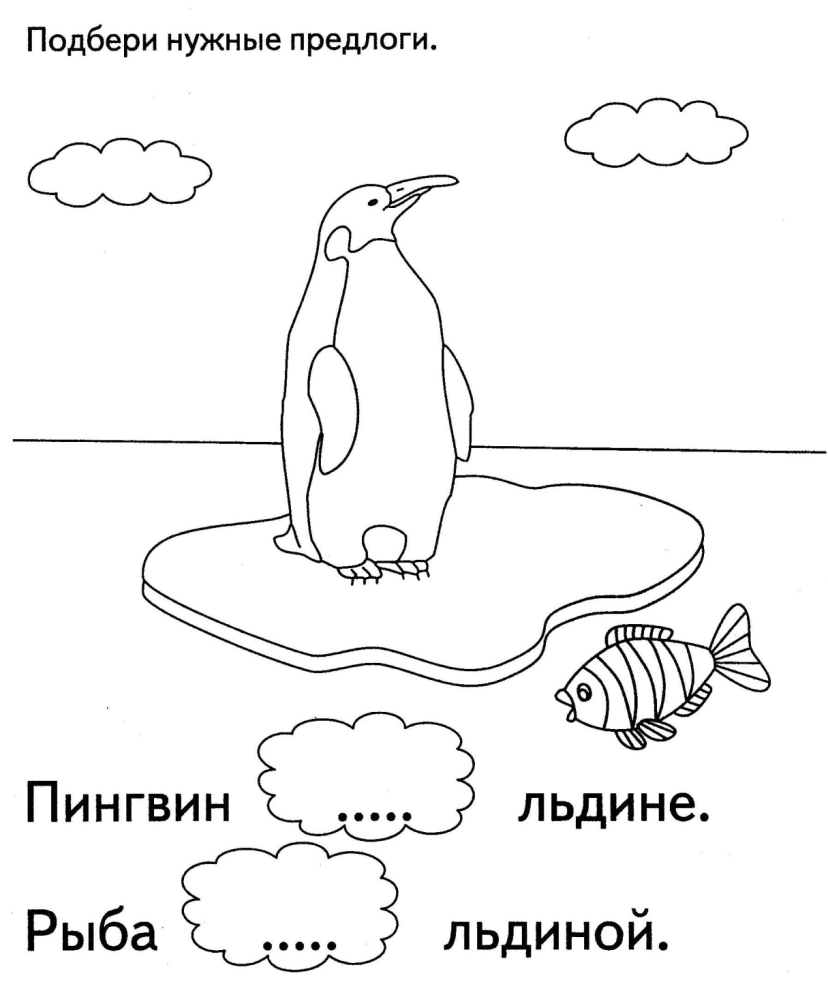 Подбери нужные предлоги.
Пингвин ..... льдине.
Рыба ..... льдиной.